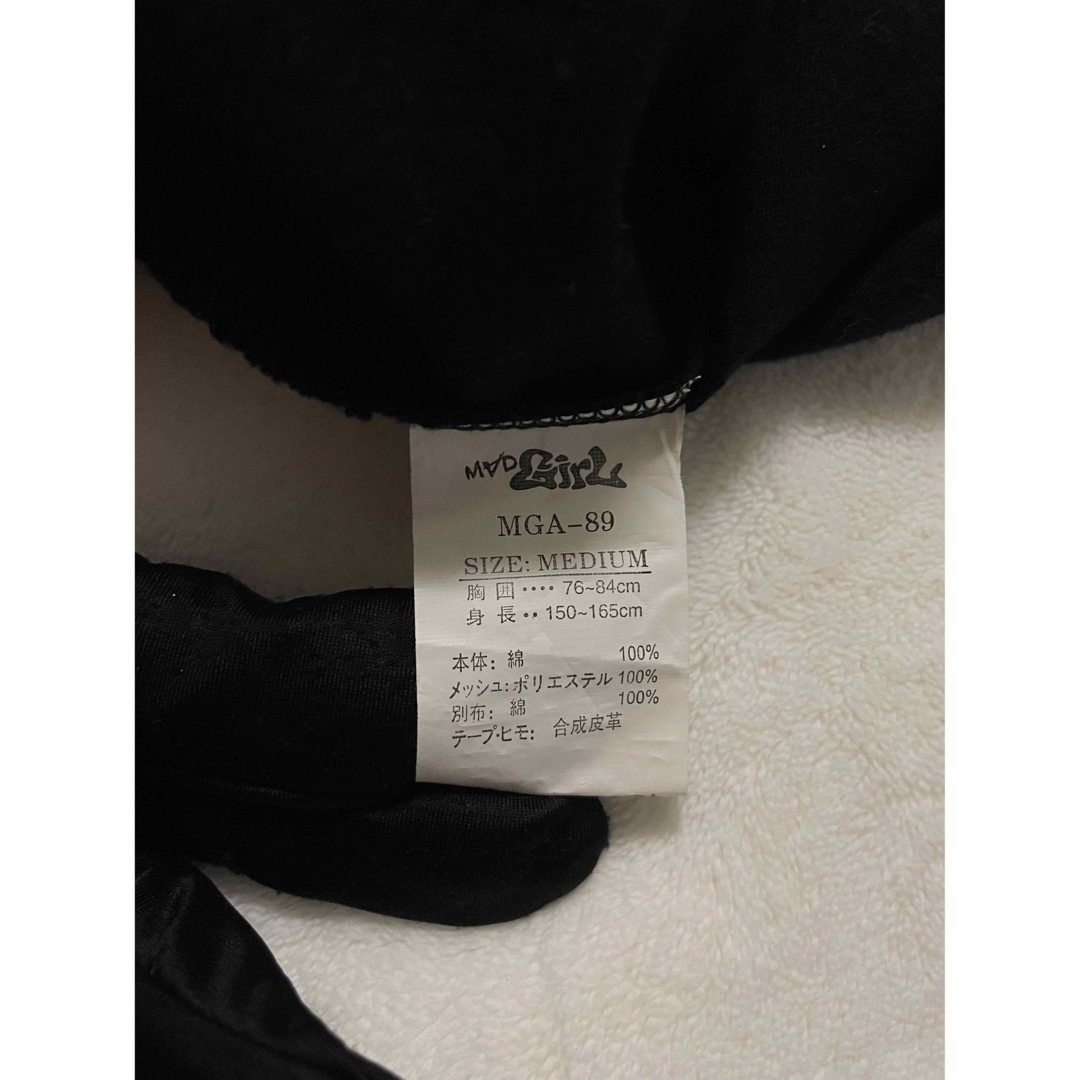 MAD GirL
MGA-89
SIZE: MEDIUM
胸囲‥‥76~84cm
身長‥150~165cm
本体: 綿 100%
メッシュ:ポリエステル 100%
別布: 綿 100%
テープ・ヒモ: 合成皮革